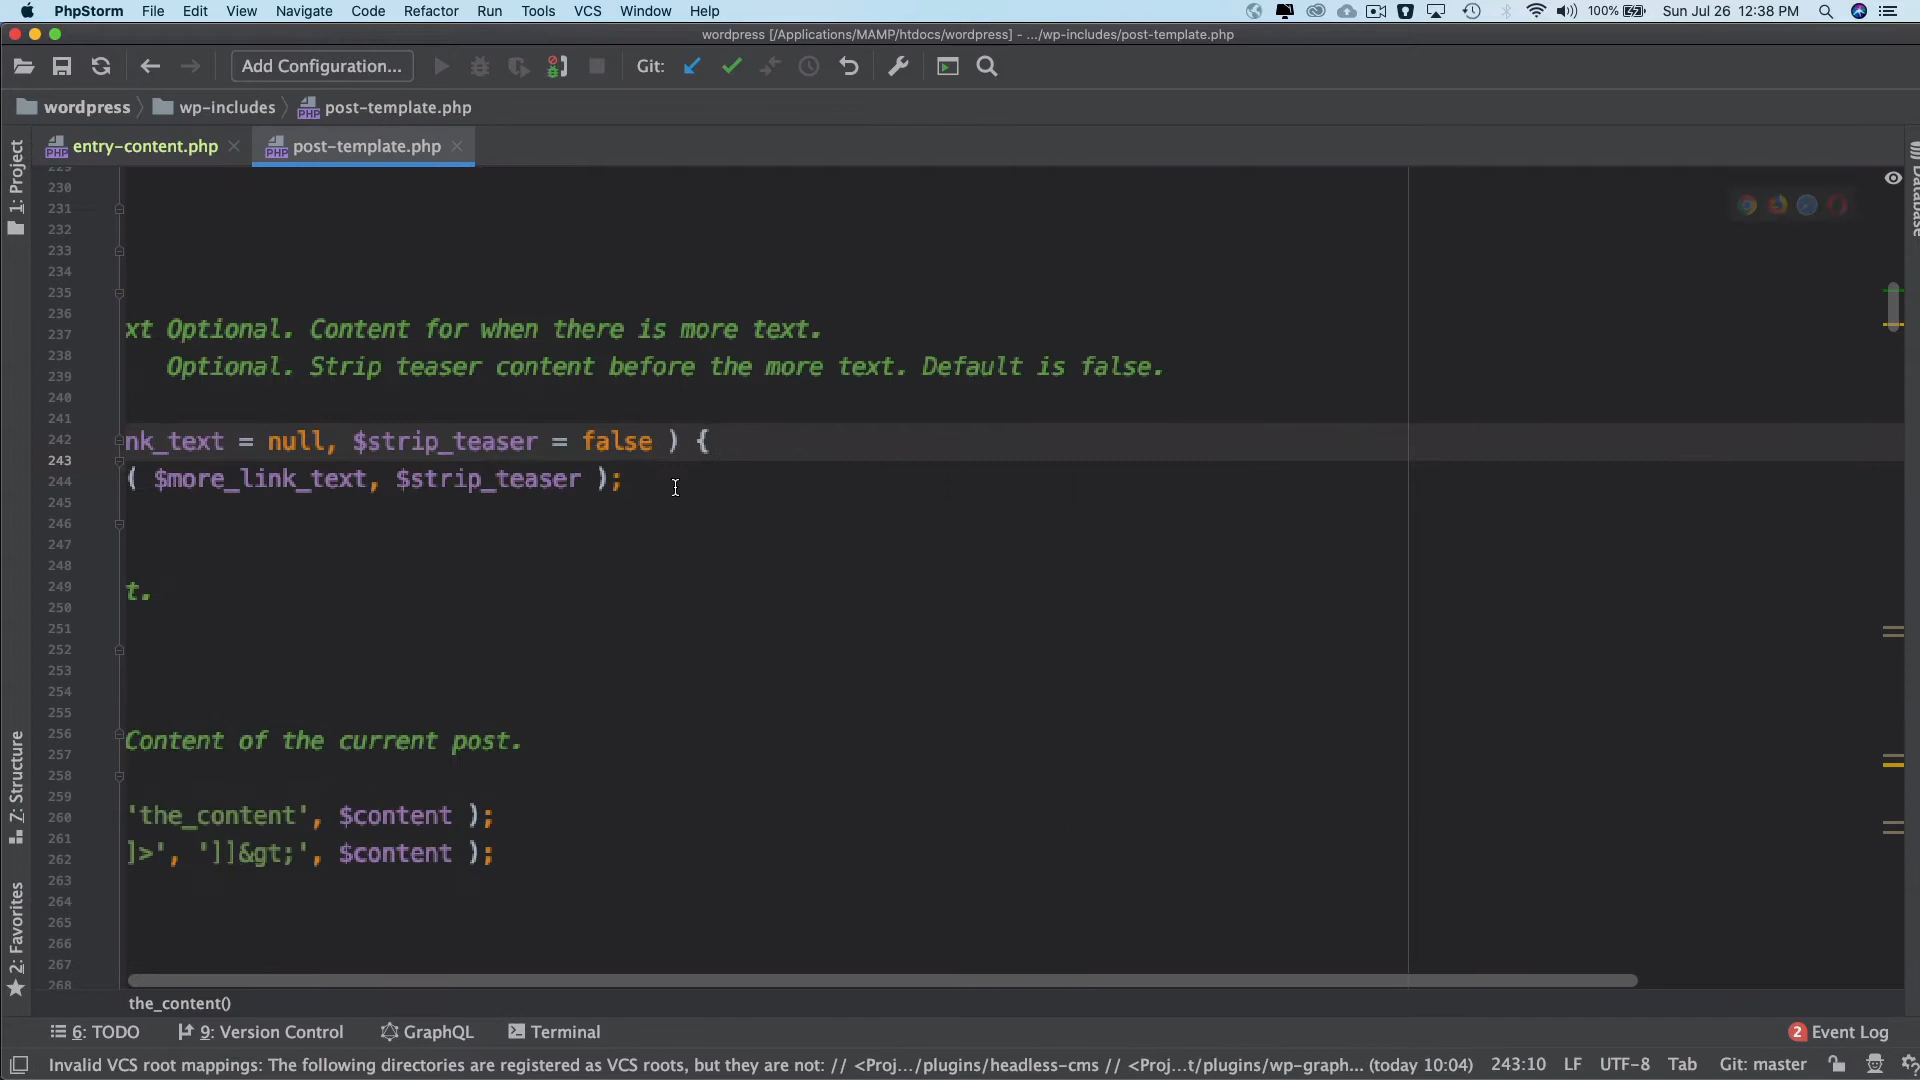 PhpStorm File Edit View Navigate Code Refactor Run Tools VCS Window Help 100% Sun Jul 26 12:38 PM
wordpress [/Applications/MAMP/htdocs/wordpress] - .../wp-includes/post-template.php
Add Configuration... Git:
wordpress wp-includes post-template.php
entry-content.php post-template.php
1: Project
Database
230
231
232
233
234
235
236
xt Optional. Content for when there is more text.
237
238
Optional. Strip teaser content before the more text. Default is false.
239
240
241
242
nk_text = null, $strip_teaser = false ) {
243
244
( $more_link_text, $strip_teaser );
245
246
247
248
249
t.
250
251
252
253
254
255
256
Content of the current post.
257
258
259
260
'the_content', $content );
261
262
]>', ']]&gt;', $content );
263
264
265
266
267
268
7: Structure
2: Favorites
the_content()
6: TODO 9: Version Control GraphQL Terminal 2 Event Log
Invalid VCS root mappings: The following directories are registered as VCS roots, but they are not: // <Proj.../plugins/headless-cms // <Proj...t/plugins/wp-graph... (today 10:04) 243:10 LF UTF-8 Tab Git: master